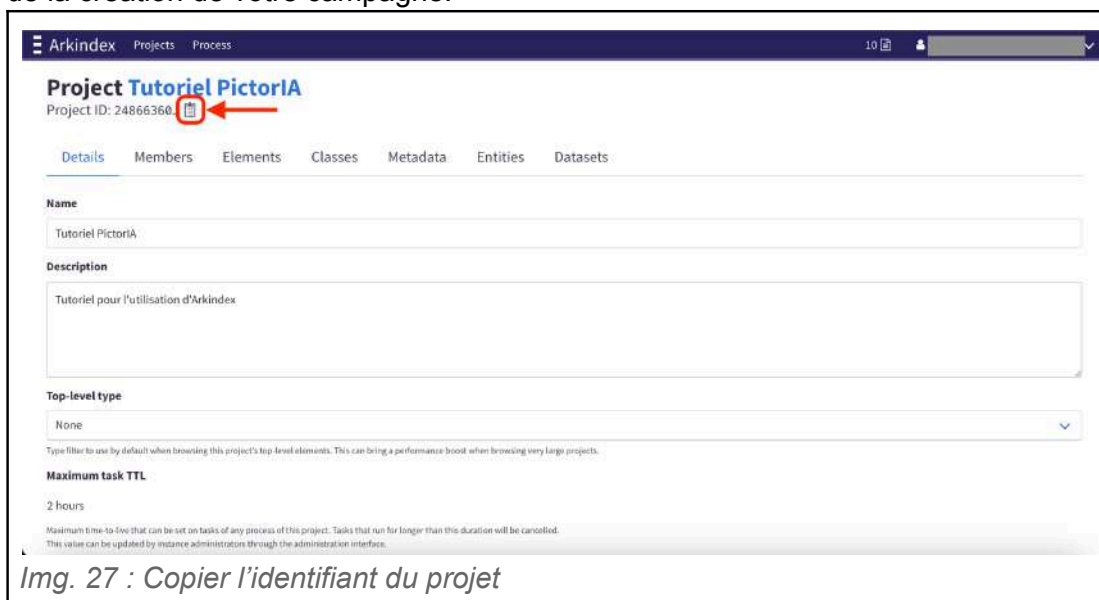 de la création de votre campagne.
Arkindex Projects Process 10
Project Tutoriel PictorIA
Project ID: 24866360.
Details Members Elements Classes Metadata Entities Datasets
Name
Tutoriel PictorIA
Description
Tutoriel pour l'utilisation d'Arkindex
Top-level type
None
Type filter to use by default when browsing this project's top-level elements. This can bring a performance boost when browsing very large projects.
Maximum task TTL
2 hours
Maximum time-to-live that can be set on tasks of any process of this project. Tasks that run for longer than this duration will be cancelled.
This value can be updated by instance administrators through the administration interface.
Img. 27 : Copier l'identifiant du projet